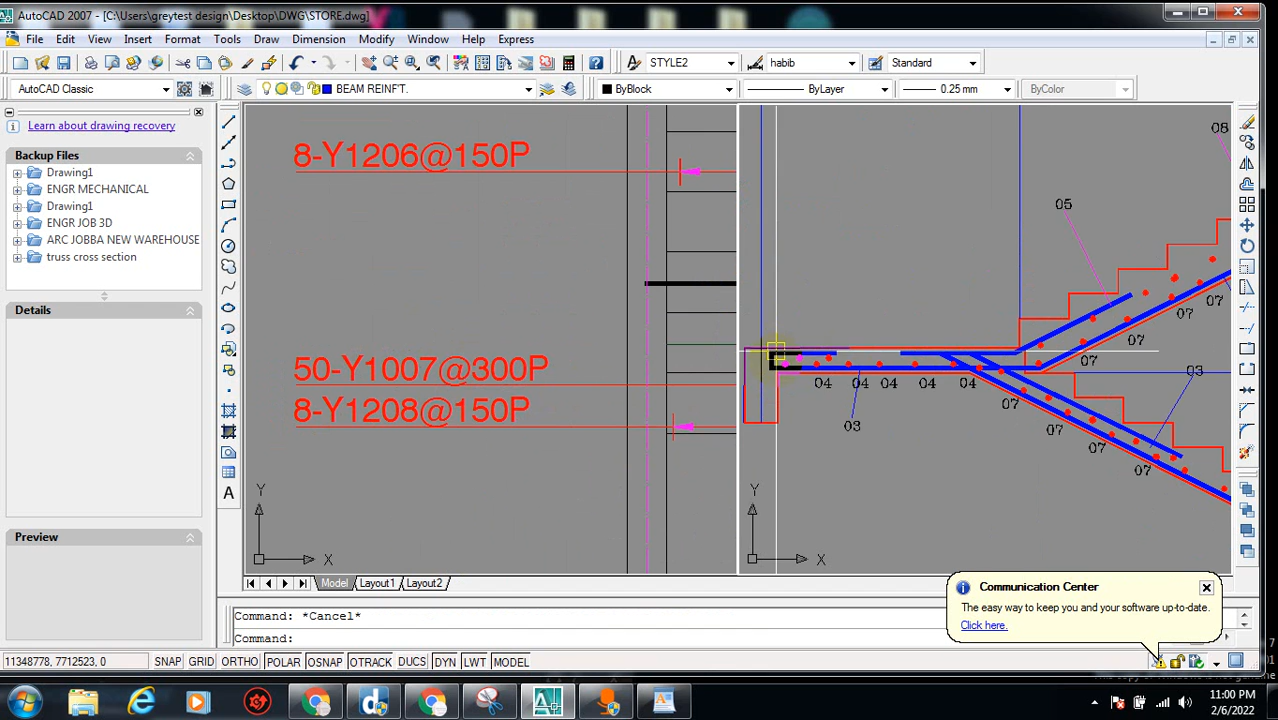 AutoCAD 2007 - [C:\Users\greytest design\Desktop\DWG\STORE.dwg]
File Edit View Insert Format Tools Draw Dimension Modify Window Help Express
STYLE2 habib Standard
AutoCAD Classic BEAM REINF'T. ByBlock ByLayer 0.25 mm ByColor
Learn about drawing recovery
Backup Files
Drawing1
ENGR MECHANICAL
Drawing1
ENGR JOB 3D
ARC JOBBA NEW WAREHOUSE
truss cross section
Details
Preview
8-Y1206@150P
50-Y1007@300P
8-Y1208@150P
Y
X
08
05
07
07
07
03
04 04 04 04 04
03
07
07
07
07
Y
X
Model Layout1 Layout2
Command: *Cancel*
Command:
Communication Center
The easy way to keep you and your software up-to-date.
Click here.
11348778, 7712523, 0 SNAP GRID ORTHO POLAR OSNAP OTRACK DUCS DYN LWT MODEL
11:00 PM
2/6/2022